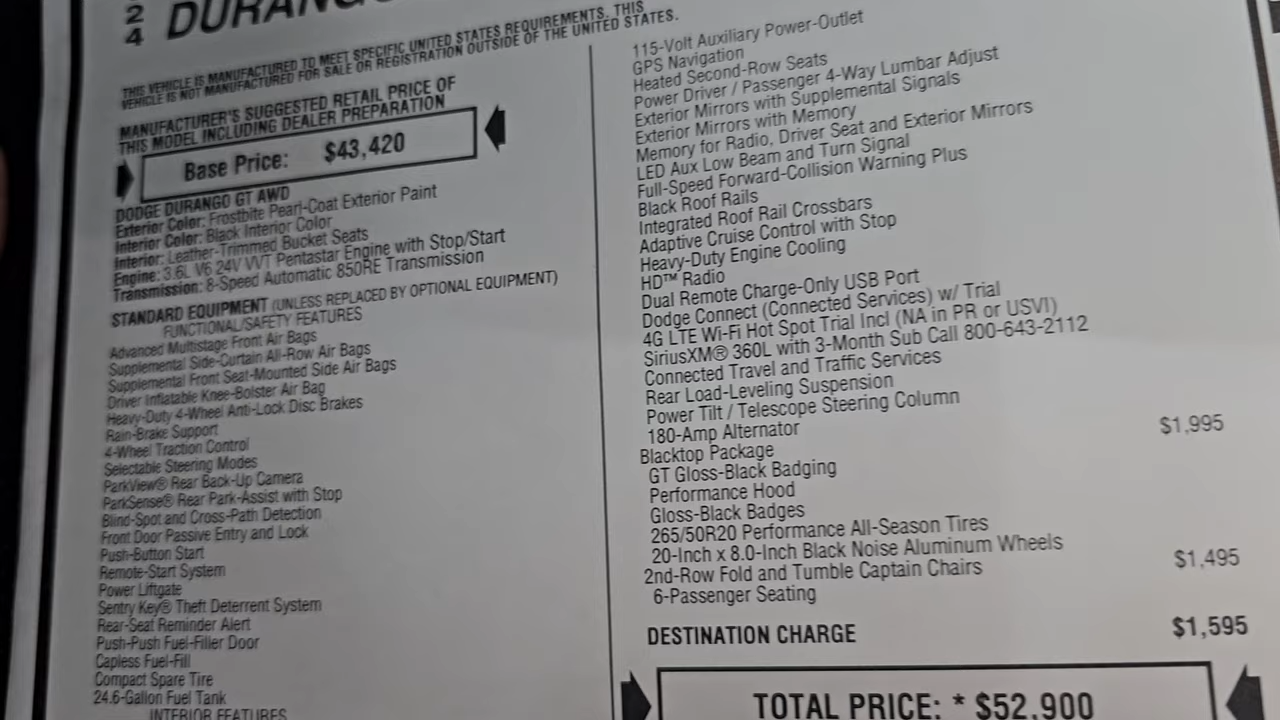 24
DURANGO
THIS VEHICLE IS MANUFACTURED TO MEET SPECIFIC UNITED STATES REQUIREMENTS. THIS
VEHICLE IS NOT MANUFACTURED FOR SALE OR REGISTRATION OUTSIDE OF THE UNITED STATES.
MANUFACTURER'S SUGGESTED RETAIL PRICE OF
THIS MODEL INCLUDING DEALER PREPARATION
Base Price: $43,420
DODGE DURANGO GT AWD
Exterior Color: Frostbite Pearl-Coat Exterior Paint
Interior Color: Black Interior Color
Interior: Leather-Trimmed Bucket Seats
Engine: 3.6L V6 24V VVT Pentastar Engine with Stop/Start
Transmission: 8-Speed Automatic 850RE Transmission
STANDARD EQUIPMENT (UNLESS REPLACED BY OPTIONAL EQUIPMENT)
FUNCTIONAL/SAFETY FEATURES
Advanced Multistage Front Air Bags
Supplemental Side-Curtain All-Row Air Bags
Supplemental Front Seat-Mounted Side Air Bags
Driver Inflatable Knee-Bolster Air Bag
Heavy-Duty 4-Wheel Anti-Lock Disc Brakes
Rain-Brake Support
4-Wheel Traction Control
Selectable Steering Modes
ParkView® Rear Back-Up Camera
ParkSense® Rear Park-Assist with Stop
Blind-Spot and Cross-Path Detection
Front Door Passive Entry and Lock
Push-Button Start
Remote-Start System
Power Liftgate
Sentry Key® Theft Deterrent System
Rear-Seat Reminder Alert
Push-Push Fuel-Filler Door
Capless Fuel-Fill
Compact Spare Tire
24.6-Gallon Fuel Tank
INTERIOR FEATURES
115-Volt Auxiliary Power-Outlet
GPS Navigation
Heated Second-Row Seats
Power Driver / Passenger 4-Way Lumbar Adjust
Exterior Mirrors with Supplemental Signals
Exterior Mirrors with Memory
Memory for Radio, Driver Seat and Exterior Mirrors
LED Aux Low Beam and Turn Signal
Full-Speed Forward-Collision Warning Plus
Black Roof Rails
Integrated Roof Rail Crossbars
Adaptive Cruise Control with Stop
Heavy-Duty Engine Cooling
HD™ Radio
Dual Remote Charge-Only USB Port
Dodge Connect (Connected Services) w/ Trial
4G LTE Wi-Fi Hot Spot Trial Incl (NA in PR or USVI)
SiriusXM® 360L with 3-Month Sub Call 800-643-2112
Connected Travel and Traffic Services
Rear Load-Leveling Suspension
Power Tilt / Telescope Steering Column
180-Amp Alternator
Blacktop Package $1,995
GT Gloss-Black Badging
Performance Hood
Gloss-Black Badges
265/50R20 Performance All-Season Tires
20-Inch x 8.0-Inch Black Noise Aluminum Wheels
2nd-Row Fold and Tumble Captain Chairs $1,495
6-Passenger Seating
DESTINATION CHARGE $1,595
TOTAL PRICE: * $52,900